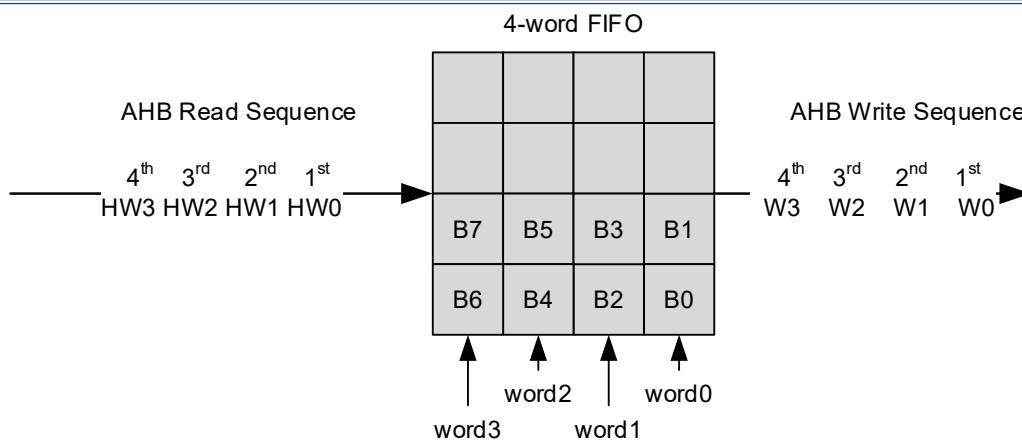 4-word FIFO
AHB Read Sequence
AHB Write Sequence
4th 3rd 2nd 1st
HW3 HW2 HW1 HW0
4th 3rd 2nd 1st
W3 W2 W1 W0
B7 B5 B3 B1
B6 B4 B2 B0
word2 word0
word3 word1